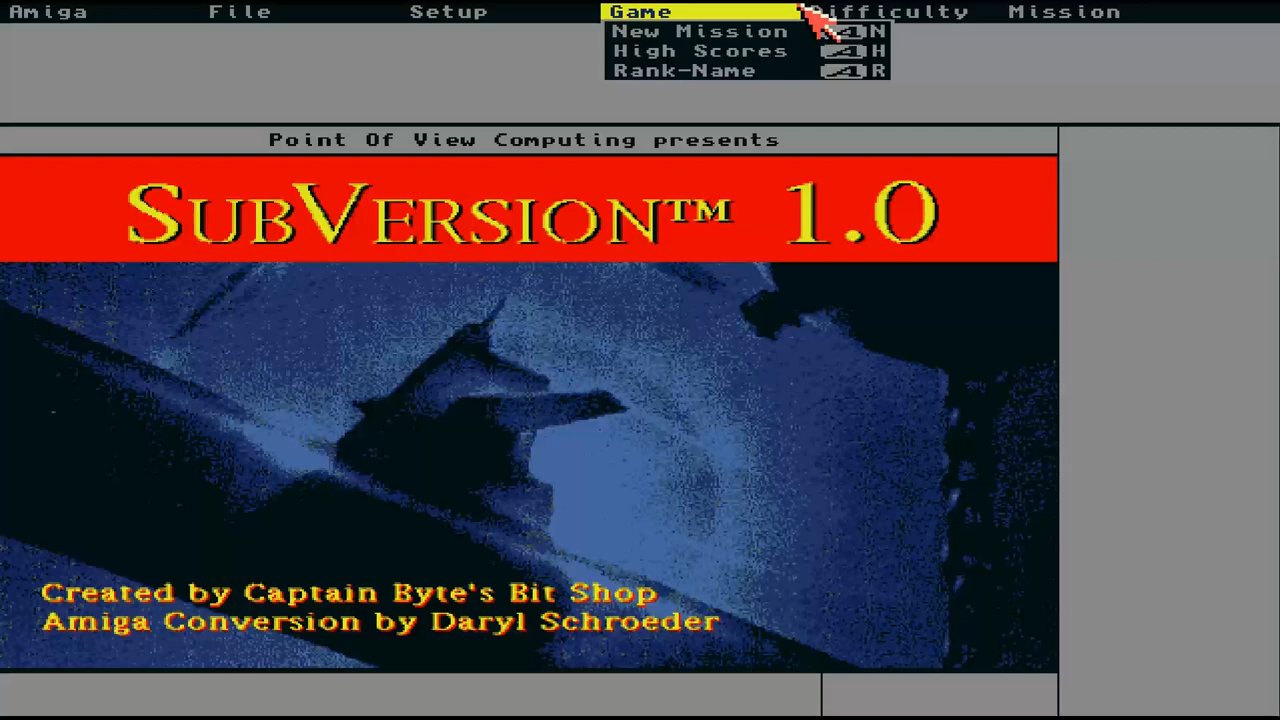 Amiga File Setup Game Difficulty Mission
New Mission A N
High Scores A H
Rank-Name A R
Point Of View Computing presents
SUBVERSION™ 1.0
Created by Captain Byte's Bit Shop
Amiga Conversion by Daryl Schroeder